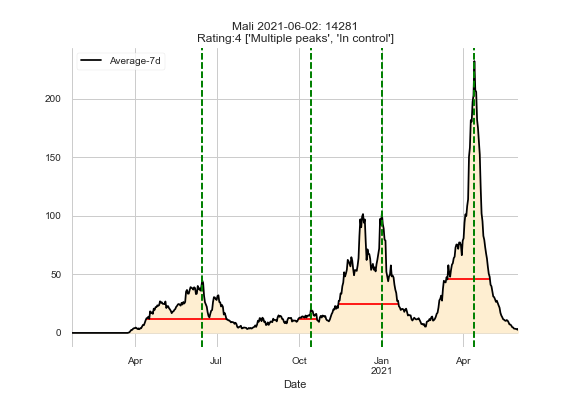 Mali 2021-06-02: 14281
Rating:4 ['Multiple peaks', 'In control']
Average-7d
200
150
100
50
0
Apr
Jul
Oct
Jan
2021
Apr
Date